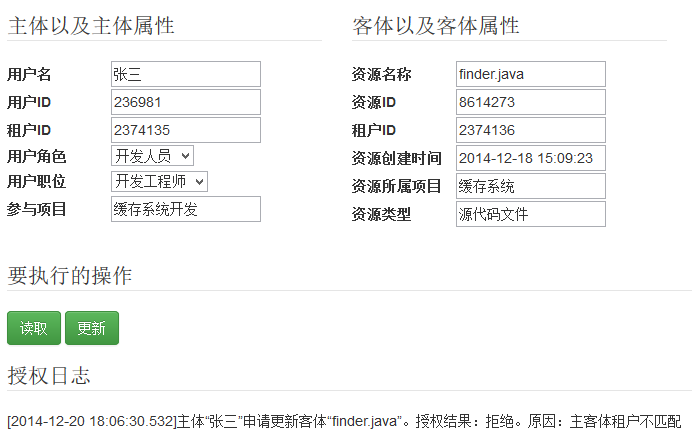 主体以及主体属性
用户名 张三
用户ID 236981
租户ID 2374135
用户角色 开发人员
用户职位 开发工程师
参与项目 缓存系统开发
客体以及客体属性
资源名称 finder.java
资源ID 8614273
租户ID 2374136
资源创建时间 2014-12-18 15:09:23
资源所属项目 缓存系统
资源类型 源代码文件
要执行的操作
读取 更新
授权日志
[2014-12-20 18:06:30.532]主体“张三”申请更新客体“finder.java”。授权结果：拒绝。原因：主客体租户不匹配